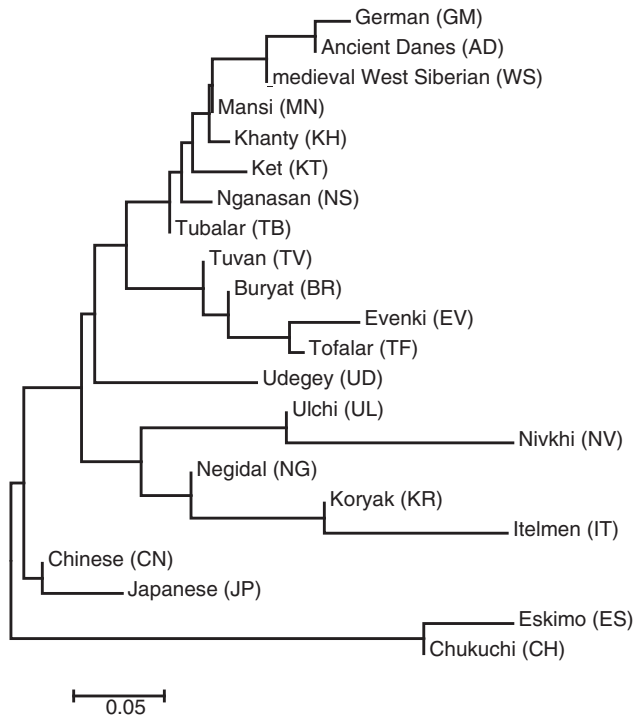 German (GM)
Ancient Danes (AD)
medieval West Siberian (WS)
Mansi (MN)
Khanty (KH)
Ket (KT)
Nganasan (NS)
Tubalar (TB)
Tuvan (TV)
Buryat (BR)
Evenki (EV)
Tofalar (TF)
Udegey (UD)
Ulchi (UL)
Nivkhi (NV)
Negidal (NG)
Koryak (KR)
Itelmen (IT)
Chinese (CN)
Japanese (JP)
Eskimo (ES)
Chukuchi (CH)
0.05